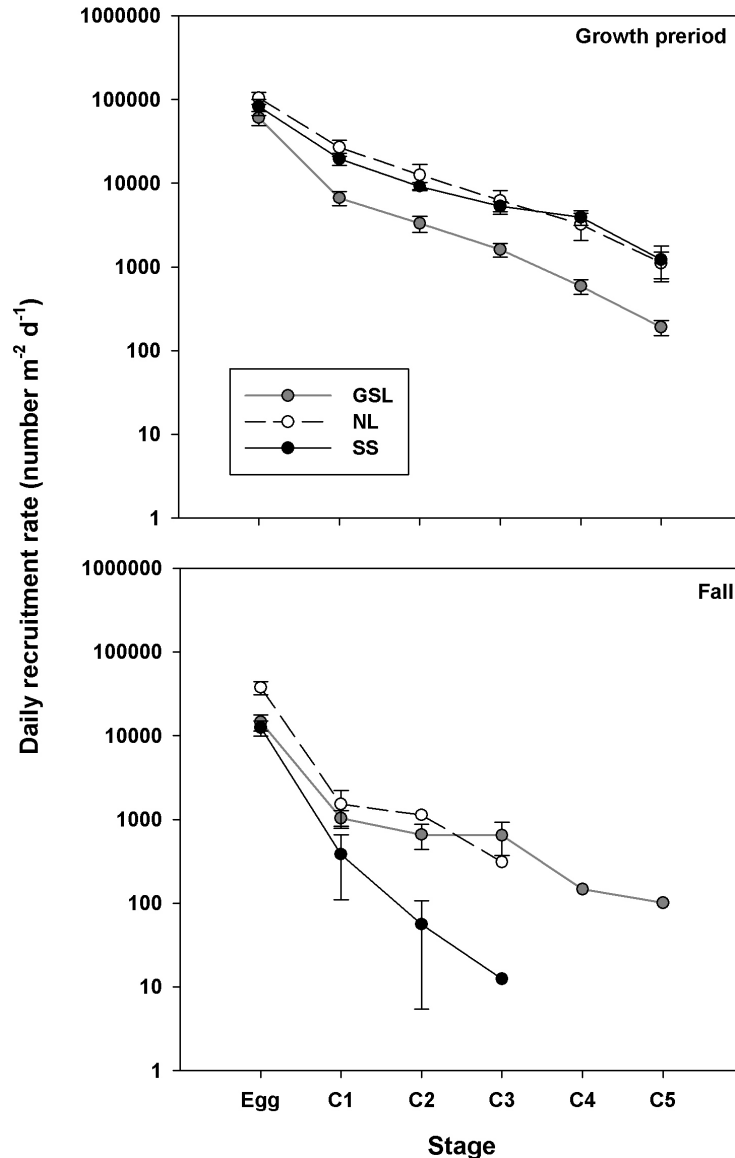 Growth preriod
1000000
100000
10000
1000
100
10
1
GSL
NL
SS
Daily recruitment rate (number m⁻² d⁻¹)
Fall
1000000
100000
10000
1000
100
10
1
Egg C1 C2 C3 C4 C5
Stage